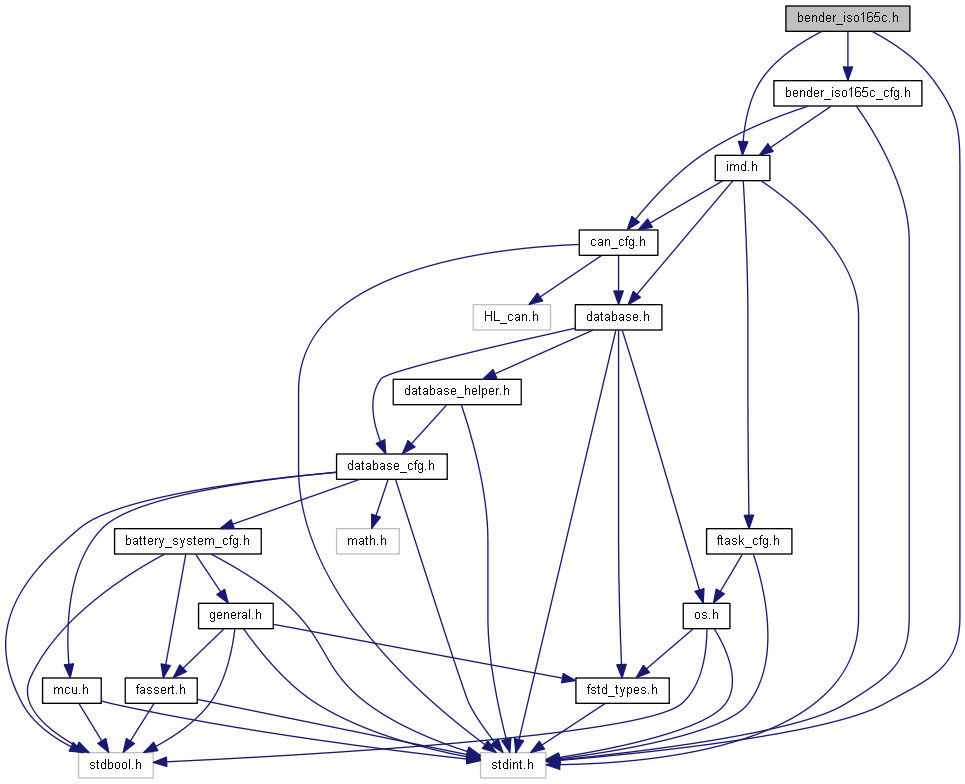 bender_iso165c.h
bender_iso165c_cfg.h
imd.h
can_cfg.h
HL_can.h
database.h
database_helper.h
database_cfg.h
battery_system_cfg.h
math.h
ftask_cfg.h
general.h
os.h
mcu.h
fassert.h
fstd_types.h
stdbool.h
stdint.h